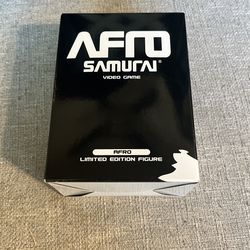 AFRO
SAMURAI®
VIDEO GAME
AFRO
LIMITED EDITION FIGURE